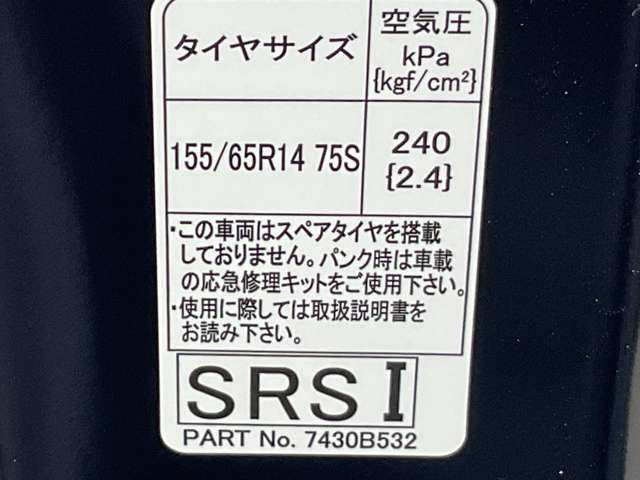 タイヤサイズ
空気圧
kPa
{kgf/cm²}
155/65R14 75S
240
{2.4}
・この車両はスペアタイヤを搭載
しておりません。パンク時は車載
の応急修理キットをご使用下さい。
・使用に際しては取扱説明書を
お読み下さい。
SRS I
PART No. 7430B532